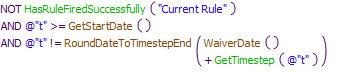 NOT HasRuleFiredSuccessfully ("Current Rule")
AND @"t" >= GetStartDate ()
AND @"t" != RoundDateToTimestepEnd (WaiverDate ()
+ GetTimestep (@"t"))